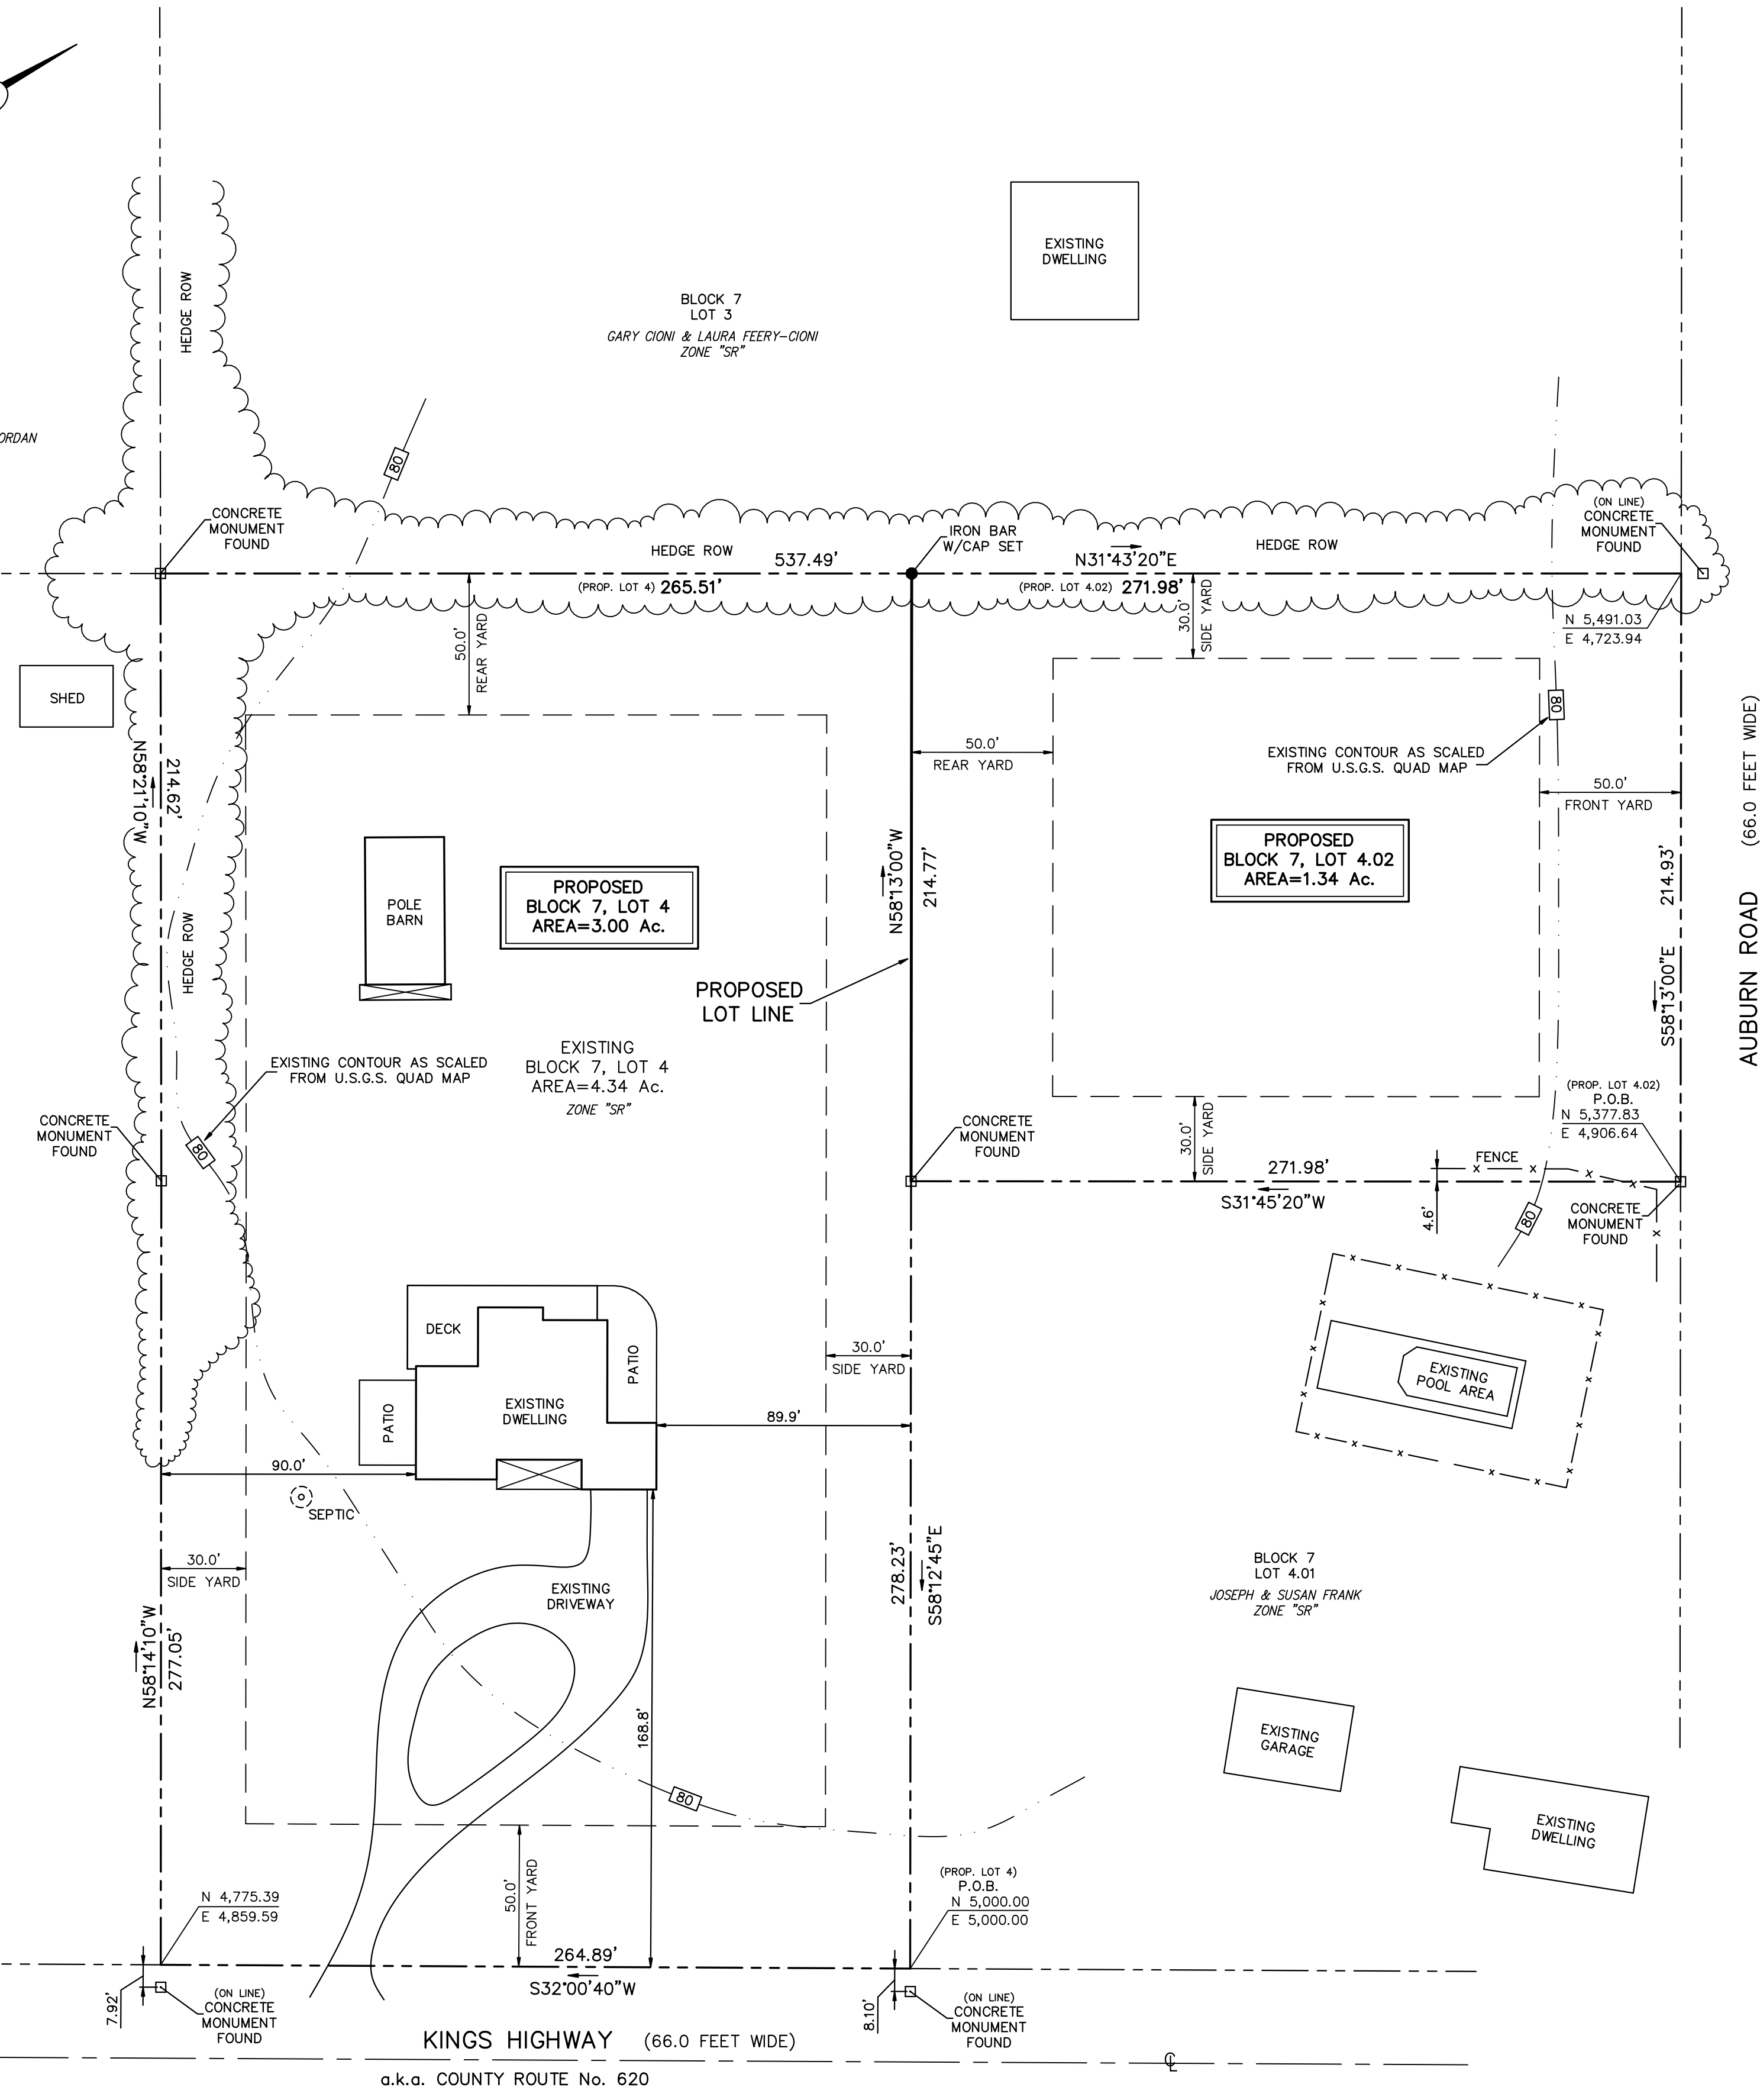 EXISTING
DWELLING
HEDGE ROW
BLOCK 7
LOT 3
GARY CIONI & LAURA FEERY-CIONI
ZONE "SR"
80
CONCRETE
MONUMENT
FOUND
HEDGE ROW
537.49'
IRON BAR
W/CAP SET
N31°43'20"E
HEDGE ROW
(ON LINE)
CONCRETE
MONUMENT
FOUND
(PROP. LOT 4) 265.51'
(PROP. LOT 4.02) 271.98'
50.0'
REAR YARD
30.0'
SIDE YARD
N 5,491.03
E 4,723.94
SHED
N58°21'10"W
214.62'
50.0'
REAR YARD
80
EXISTING CONTOUR AS SCALED
FROM U.S.G.S. QUAD MAP
50.0'
FRONT YARD
AUBURN ROAD (66.0 FEET WIDE)
PROPOSED
BLOCK 7, LOT 4.02
AREA=1.34 Ac.
N58°13'00"W
214.77'
214.93'
S58°13'00"E
POLE
BARN
PROPOSED
BLOCK 7, LOT 4
AREA=3.00 Ac.
HEDGE ROW
PROPOSED
LOT LINE
EXISTING
BLOCK 7, LOT 4
AREA=4.34 Ac.
ZONE "SR"
EXISTING CONTOUR AS SCALED
FROM U.S.G.S. QUAD MAP
80
CONCRETE
MONUMENT
FOUND
CONCRETE
MONUMENT
FOUND
30.0'
SIDE YARD
(PROP. LOT 4.02)
P.O.B.
N 5,377.83
E 4,906.64
FENCE
271.98'
S31°45'20"W
4.6'
80
CONCRETE
MONUMENT
FOUND
DECK
PATIO
PATIO
EXISTING
DWELLING
30.0'
SIDE YARD
89.9'
90.0'
SEPTIC
EXISTING
POOL AREA
30.0'
SIDE YARD
N58°14'10"W
277.05'
EXISTING
DRIVEWAY
278.23'
S58°12'45"E
BLOCK 7
LOT 4.01
JOSEPH & SUSAN FRANK
ZONE "SR"
168.8'
80
EXISTING
GARAGE
EXISTING
DWELLING
50.0'
FRONT YARD
N 4,775.39
E 4,859.59
(PROP. LOT 4)
P.O.B.
N 5,000.00
E 5,000.00
264.89'
S32°00'40"W
7.92'
(ON LINE)
CONCRETE
MONUMENT
FOUND
8.10'
(ON LINE)
CONCRETE
MONUMENT
FOUND
KINGS HIGHWAY (66.0 FEET WIDE)
a.k.a. COUNTY ROUTE No. 620